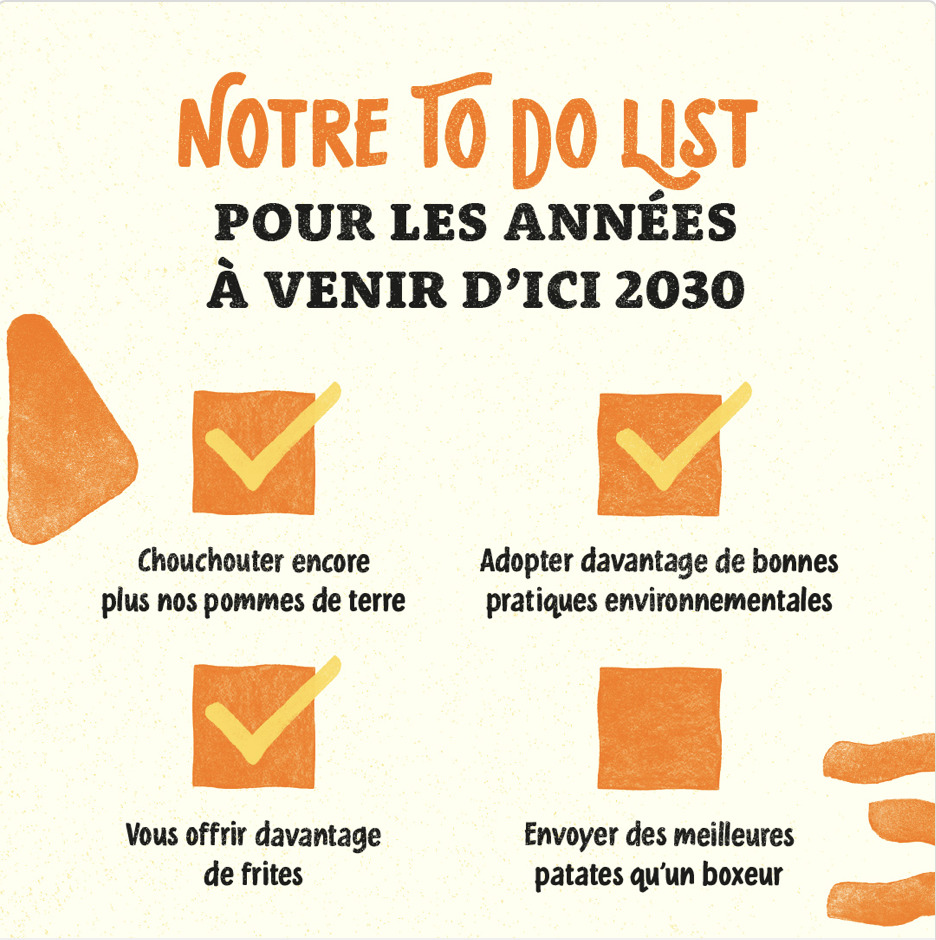 NOTRE TO DO LIST
POUR LES ANNÉES
À VENIR D'ICI 2030
Chouchouter encore
plus nos pommes de terre
Adopter davantage de bonnes
pratiques environnementales
Vous offrir davantage
de frites
Envoyer des meilleures
patates qu'un boxeur